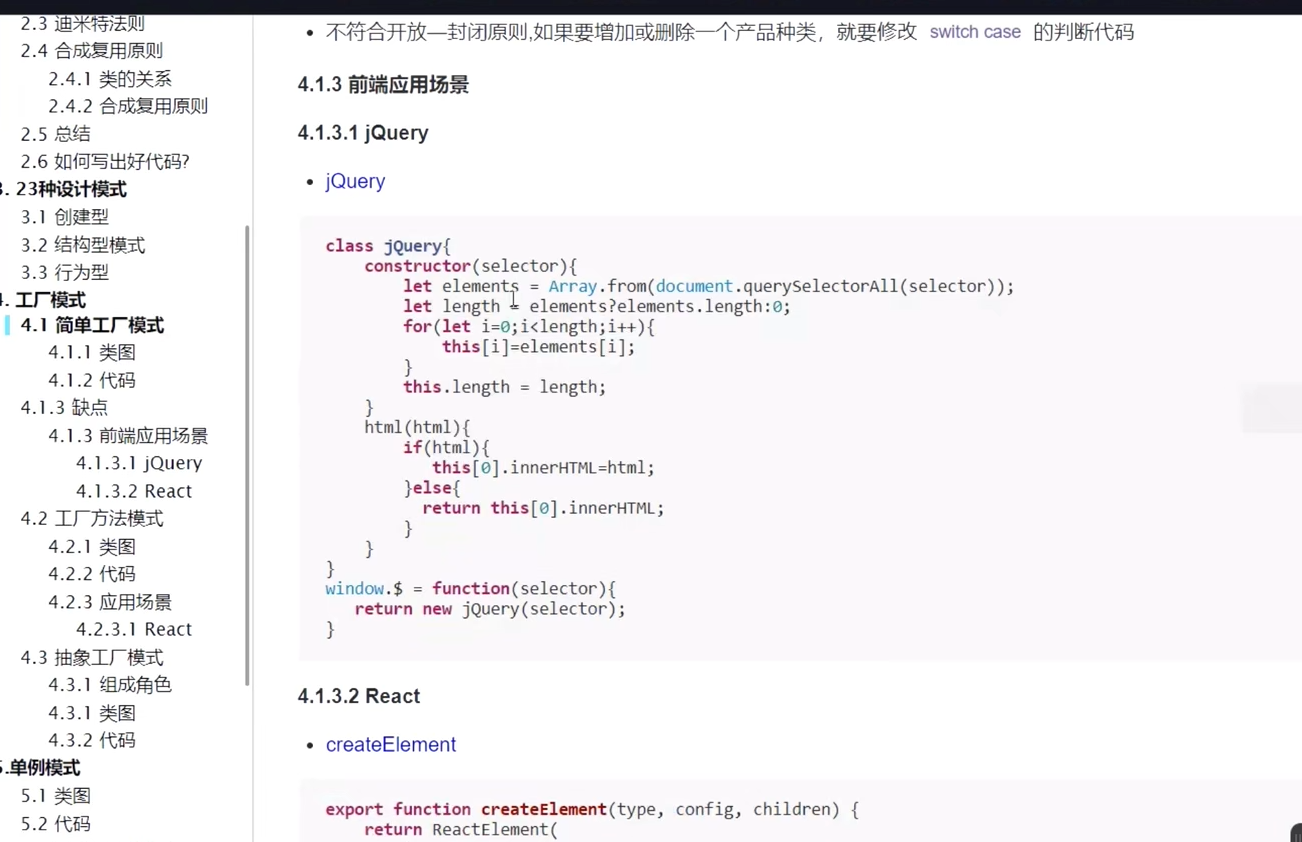 2.3 迪米特法则
2.4 合成复用原则
2.4.1 类的关系
2.4.2 合成复用原则
2.5 总结
2.6 如何写出好代码?
3. 23种设计模式
3.1 创建型
3.2 结构型模式
3.3 行为型
4. 工厂模式
4.1 简单工厂模式
4.1.1 类图
4.1.2 代码
4.1.3 缺点
4.1.3 前端应用场景
4.1.3.1 jQuery
4.1.3.2 React
4.2 工厂方法模式
4.2.1 类图
4.2.2 代码
4.2.3 应用场景
4.2.3.1 React
4.3 抽象工厂模式
4.3.1 组成角色
4.3.1 类图
4.3.2 代码
5.单例模式
5.1 类图
5.2 代码
• 不符合开放—封闭原则,如果要增加或删除一个产品种类，就要修改 switch case 的判断代码
4.1.3 前端应用场景
4.1.3.1 jQuery
• jQuery
class jQuery{
    constructor(selector){
        let elements = Array.from(document.querySelectorAll(selector));
        let length = elements?elements.length:0;
        for(let i=0;i<length;i++){
            this[i]=elements[i];
        }
        this.length = length;
    }
    html(html){
        if(html){
           this[0].innerHTML=html;
        }else{
          return this[0].innerHTML;
        }
    }
}
window.$ = function(selector){
   return new jQuery(selector);
}
4.1.3.2 React
• createElement
export function createElement(type, config, children) {
    return ReactElement(